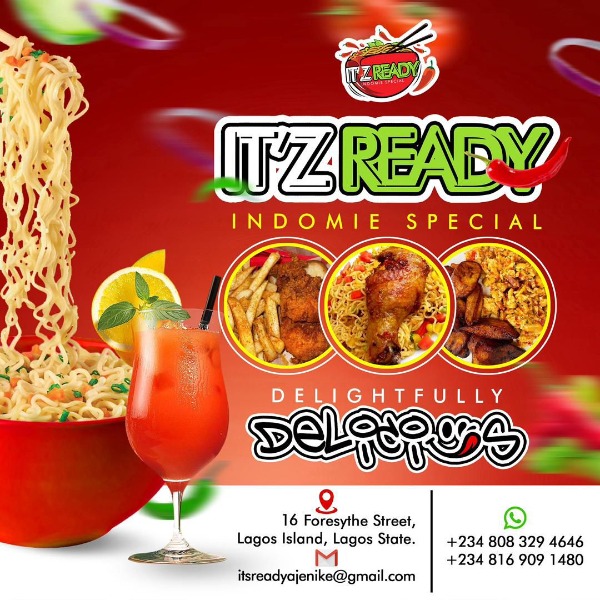 IT'Z READY
INDOMIE SPECIAL
IT'Z READY
INDOMIE SPECIAL
DELIGHTFULLY
DELICIOUS
16 Foresythe Street,
Lagos Island, Lagos State.
itsreadyajenike@gmail.com
+234 808 329 4646
+234 816 909 1480